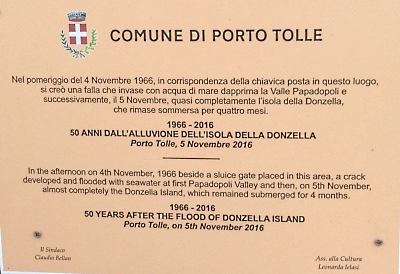 COMUNE DI PORTO TOLLE
Nel pomeriggio del 4 Novembre 1966, in corrispondenza della chiavica posta in questo luogo,
si creò una falla che invase con acqua di mare dapprima la Valle Papadopoli e
successivamente, il 5 Novembre, quasi completamente l'isola della Donzella,
che rimase sommersa per quattro mesi.
1966 - 2016
50 ANNI DALL'ALLUVIONE DELL'ISOLA DELLA DONZELLA
Porto Tolle, 5 Novembre 2016
In the afternoon on 4th November, 1966 beside a sluice gate placed in this area, a crack
developed and flooded with seawater at first Papadopoli Valley and then, on 5th November,
almost completely the Donzella Island, which remained submerged for 4 months.
1966 - 2016
50 YEARS AFTER THE FLOOD OF DONZELLA ISLAND
Porto Tolle, on 5th November 2016
Il Sindaco
Claudio Bellan
Ass. alla Cultura
Leonarda Ielasi